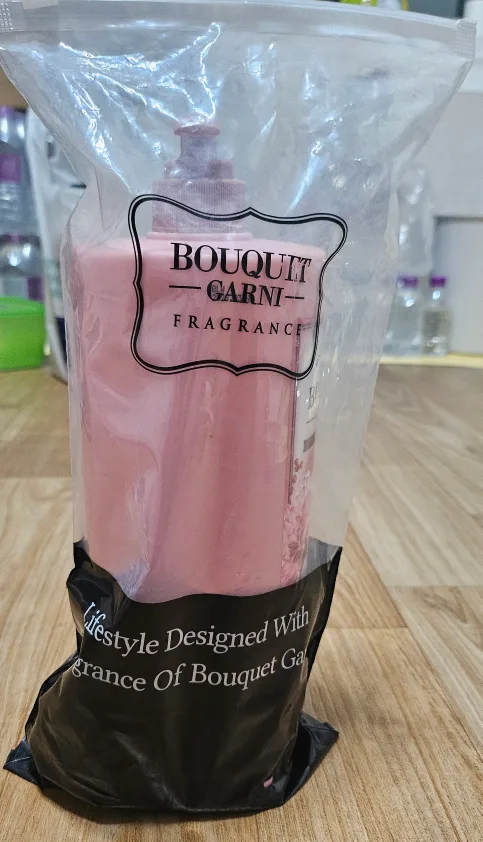 BOUQUET
GARNI
FRAGRANCE
Lifestyle Designed With
grance Of Bouquet Ga